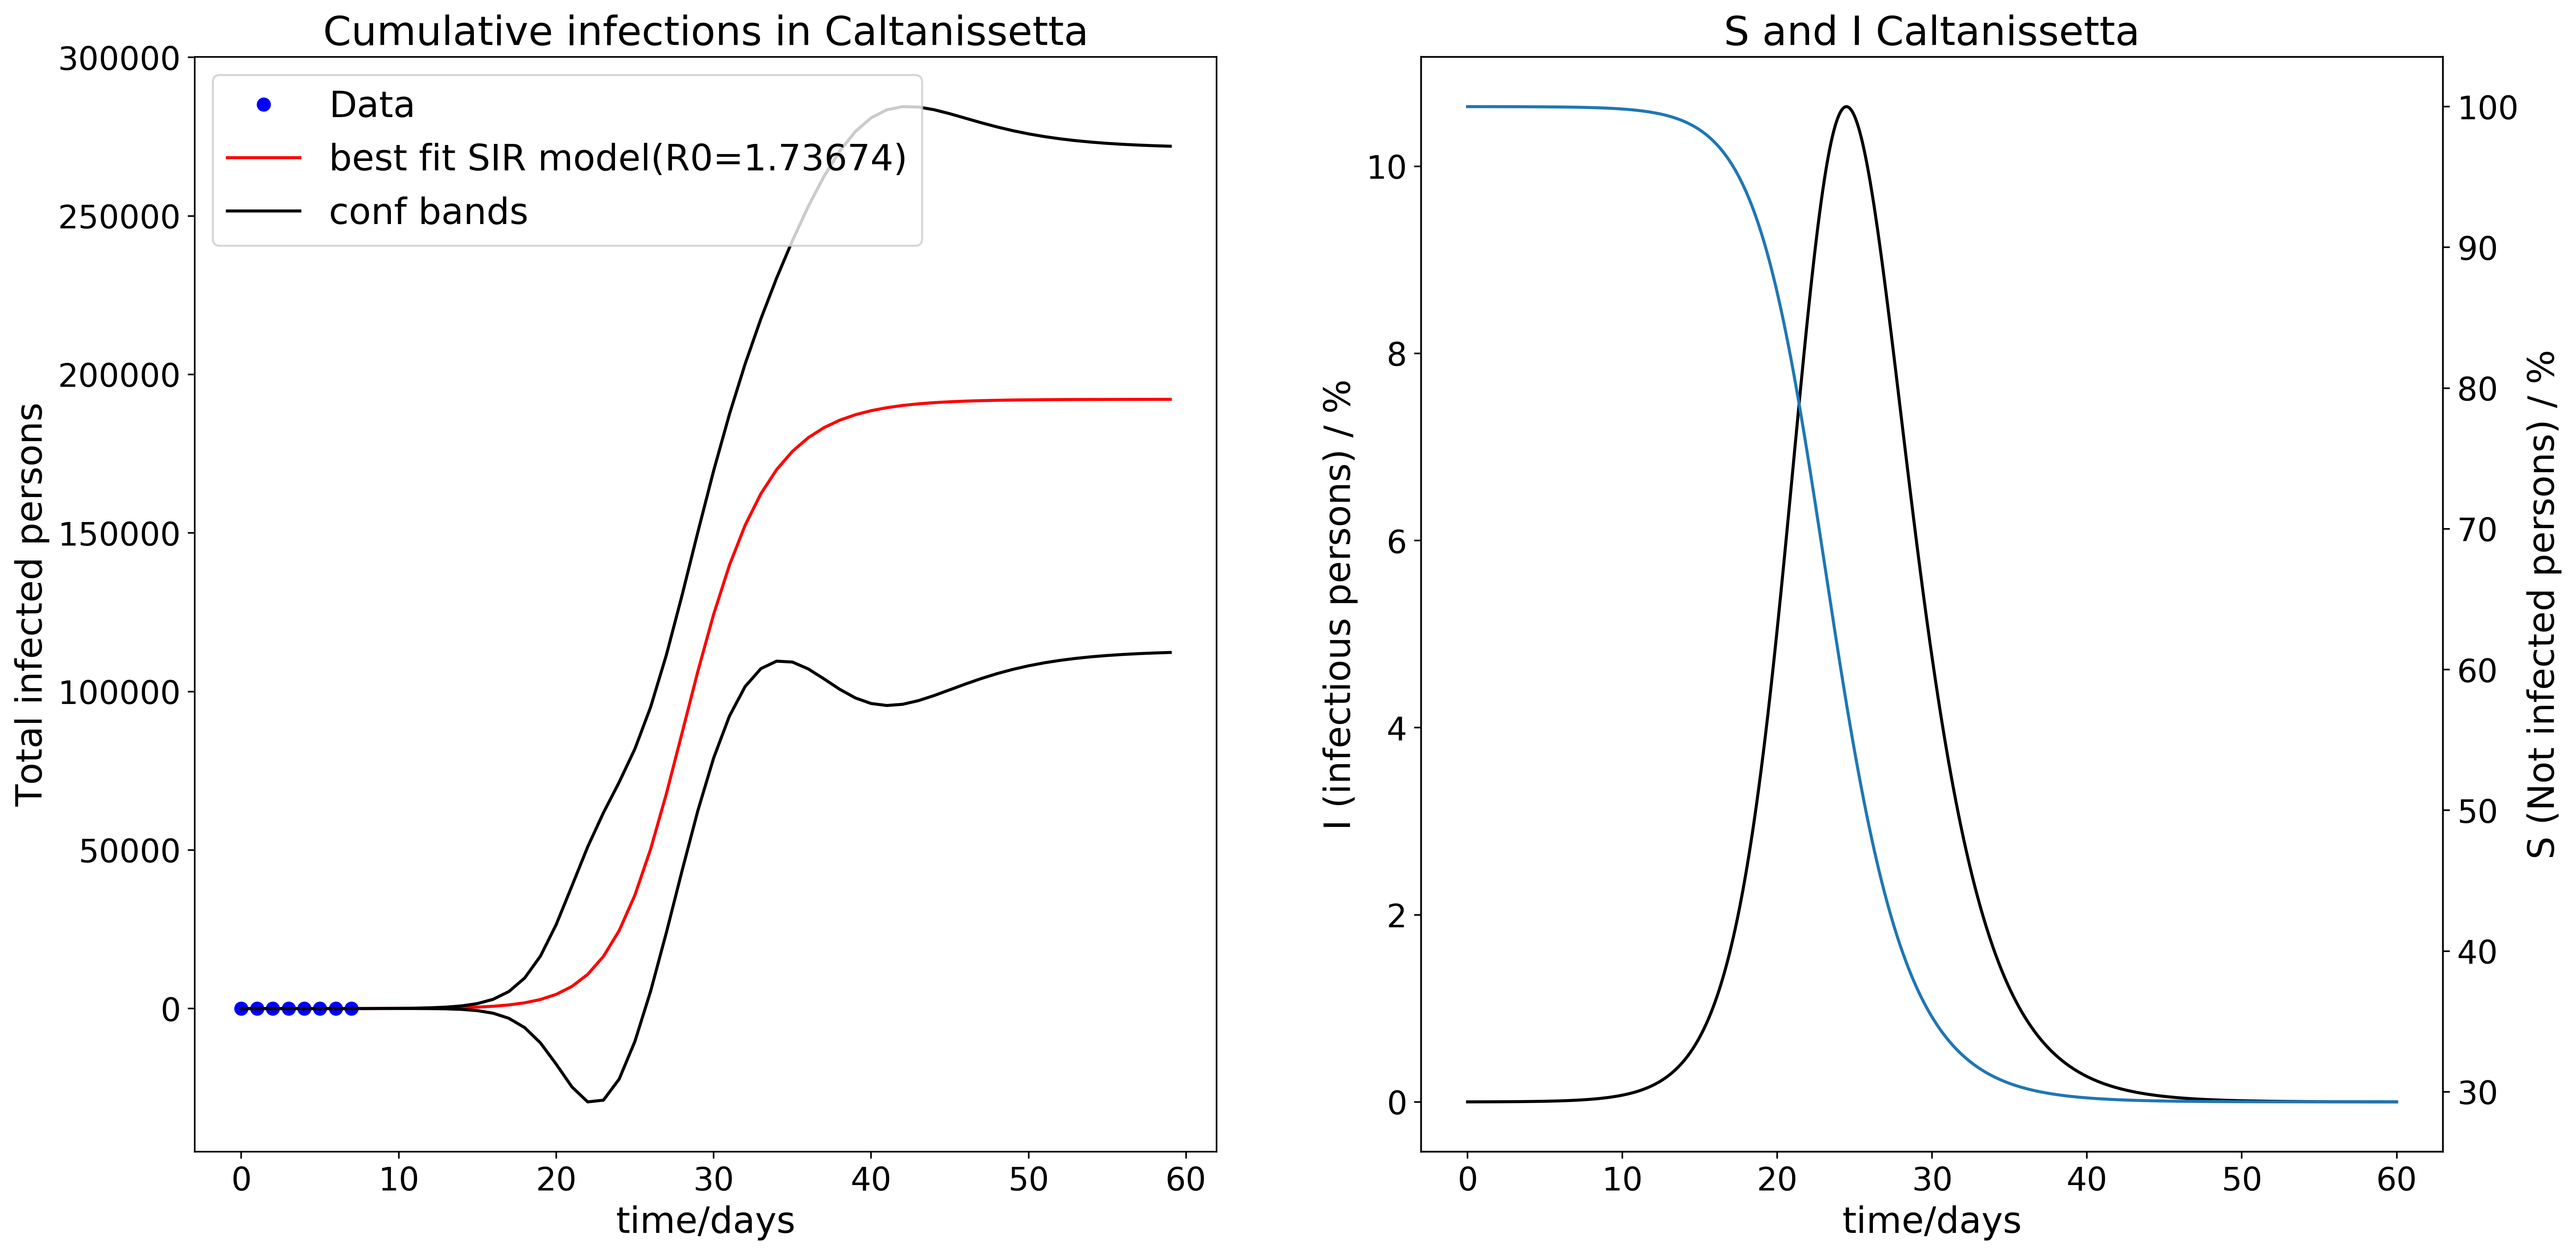 Cumulative infections in Caltanissetta
Total infected persons
300000
250000
200000
150000
100000
50000
0
Data
best fit SIR model(R0=1.73674)
conf bands
0 10 20 30 40 50 60
time/days
S and I Caltanissetta
I (infectious persons) / %
10
8
6
4
2
0
100
90
80
70
60
50
40
30
S (Not infected persons) / %
0 10 20 30 40 50 60
time/days